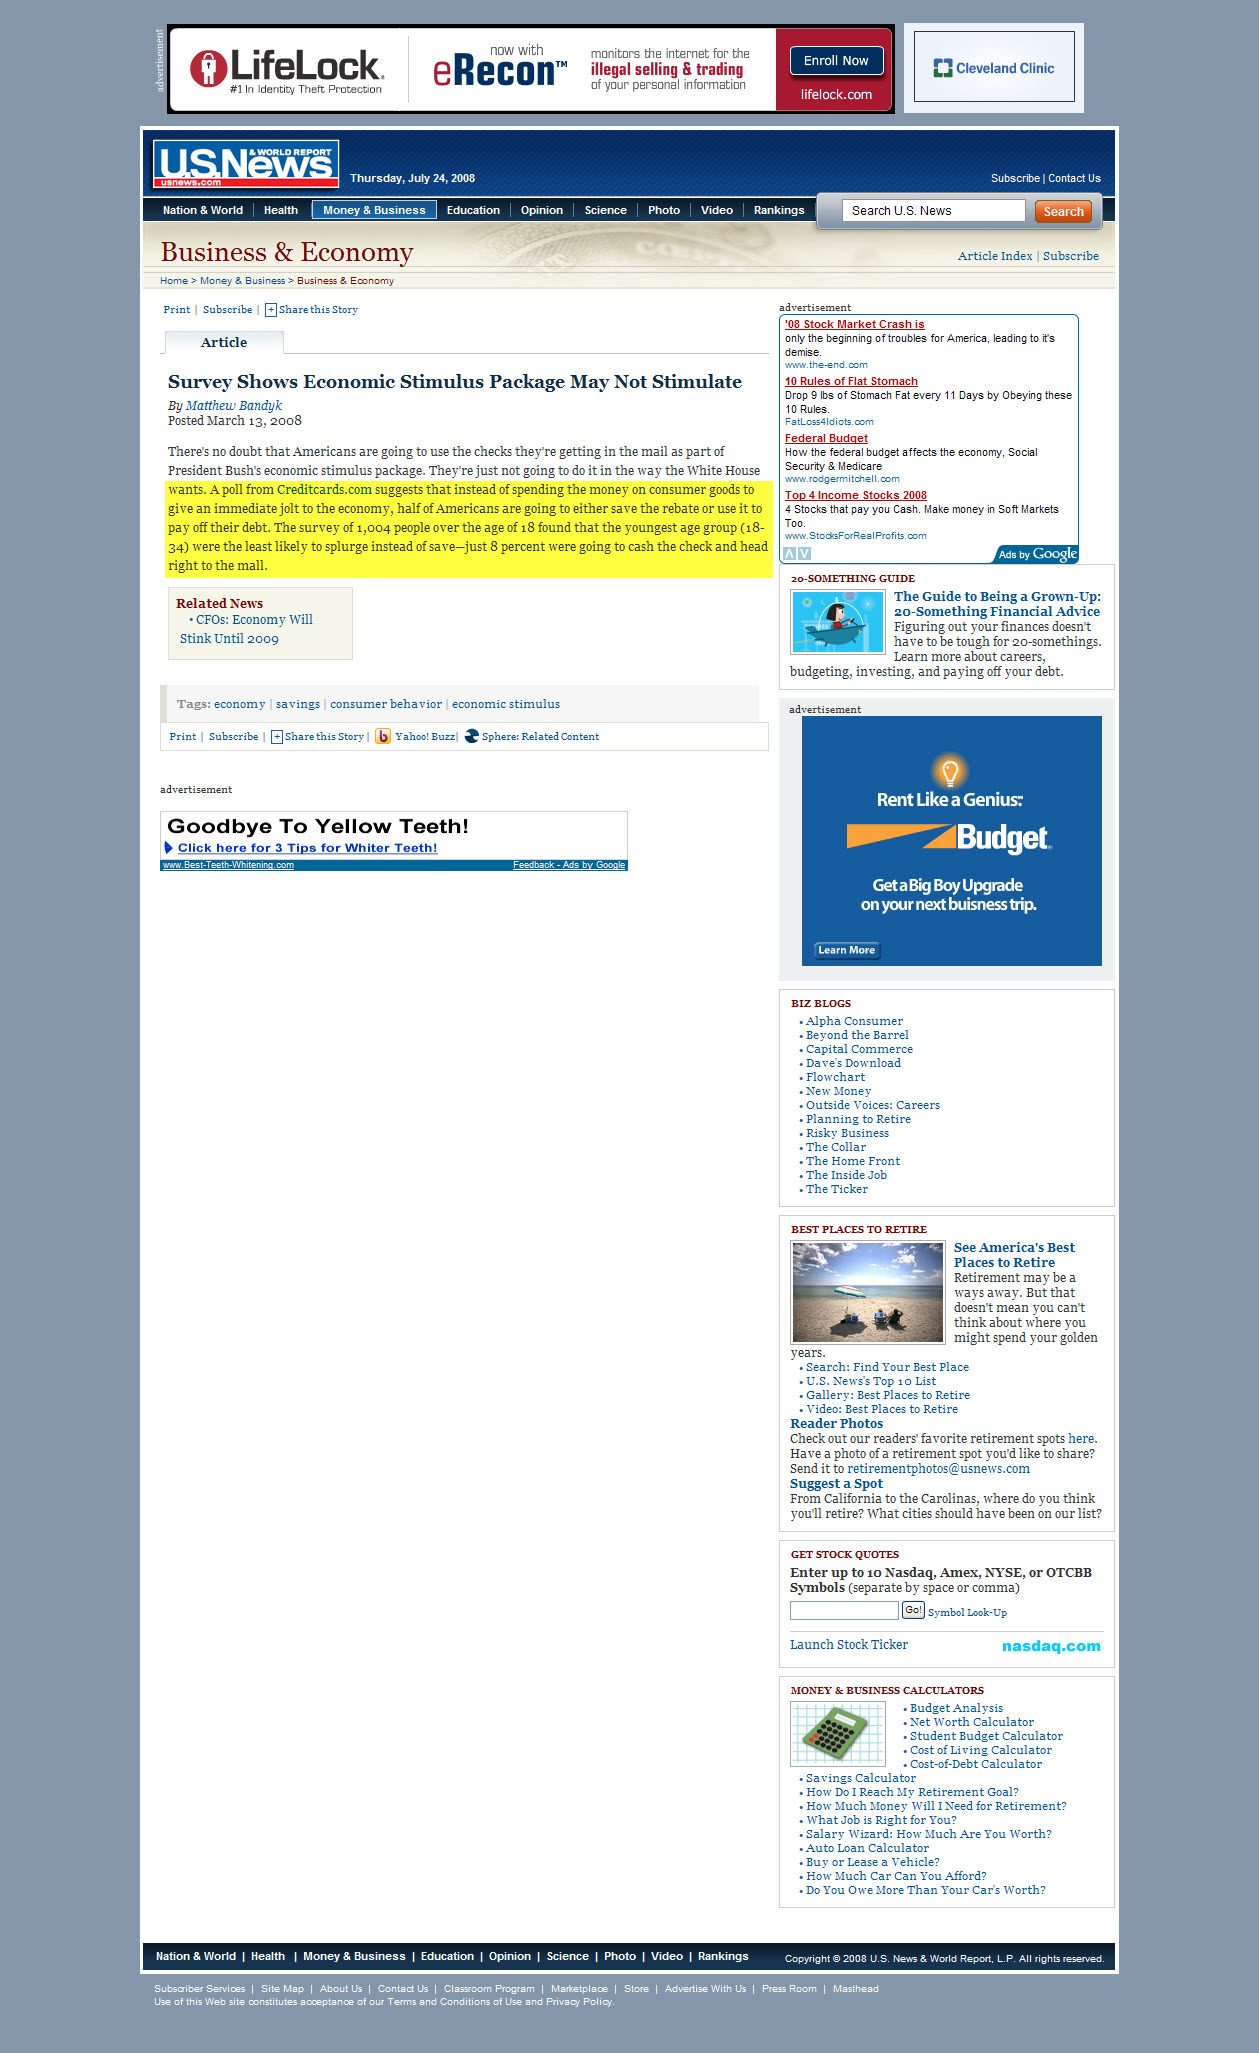 advertisement
LifeLock.
#1 In Identity Theft Protection
now with
eRecon™
monitors the internet for the
illegal selling & trading
of your personal information
Enroll Now
lifelock.com
Cleveland Clinic
U.S.News
& WORLD REPORT
usnews.com
Thursday, July 24, 2008
Subscribe | Contact Us
Nation & World | Health | Money & Business | Education | Opinion | Science | Photo | Video | Rankings
Search U.S. News
Search
Business & Economy
Article Index | Subscribe
Home > Money & Business > Business & Economy
Print | Subscribe | + Share this Story
Article
Survey Shows Economic Stimulus Package May Not Stimulate
By Matthew Bandyk
Posted March 13, 2008
There's no doubt that Americans are going to use the checks they're getting in the mail as part of
President Bush's economic stimulus package. They're just not going to do it in the way the White House
wants. A poll from Creditcards.com suggests that instead of spending the money on consumer goods to
give an immediate jolt to the economy, half of Americans are going to either save the rebate or use it to
pay off their debt. The survey of 1,004 people over the age of 18 found that the youngest age group (18-
34) were the least likely to splurge instead of save—just 8 percent were going to cash the check and head
right to the mall.
Related News
• CFOs: Economy Will
Stink Until 2009
Tags: economy | savings | consumer behavior | economic stimulus
Print | Subscribe | + Share this Story | Yahoo! Buzz | Sphere: Related Content
advertisement
Goodbye To Yellow Teeth!
Click here for 3 Tips for Whiter Teeth!
www.Best-Teeth-Whitening.com
Feedback - Ads by Google
advertisement
'08 Stock Market Crash is
only the beginning of troubles for America, leading to it's
demise.
www.the-end.com
10 Rules of Flat Stomach
Drop 9 lbs of Stomach Fat every 11 Days by Obeying these
10 Rules.
FatLoss4Idiots.com
Federal Budget
How the federal budget affects the economy, Social
Security & Medicare
www.rodgermitchell.com
Top 4 Income Stocks 2008
4 Stocks that pay you Cash. Make money in Soft Markets
Too.
www.StocksForRealProfits.com
Ads by Google
20-SOMETHING GUIDE
The Guide to Being a Grown-Up:
20-Something Financial Advice
Figuring out your finances doesn't
have to be tough for 20-somethings.
Learn more about careers,
budgeting, investing, and paying off your debt.
advertisement
Rent Like a Genius℠
Budget®
Get a Big Boy Upgrade
on your next buisness trip.
Learn More
BIZ BLOGS
• Alpha Consumer
• Beyond the Barrel
• Capital Commerce
• Dave's Download
• Flowchart
• New Money
• Outside Voices: Careers
• Planning to Retire
• Risky Business
• The Collar
• The Home Front
• The Inside Job
• The Ticker
BEST PLACES TO RETIRE
See America's Best
Places to Retire
Retirement may be a
ways away. But that
doesn't mean you can't
think about where you
might spend your golden
years.
• Search: Find Your Best Place
• U.S. News's Top 10 List
• Gallery: Best Places to Retire
• Video: Best Places to Retire
Reader Photos
Check out our readers' favorite retirement spots here.
Have a photo of a retirement spot you'd like to share?
Send it to retirementphotos@usnews.com
Suggest a Spot
From California to the Carolinas, where do you think
you'll retire? What cities should have been on our list?
GET STOCK QUOTES
Enter up to 10 Nasdaq, Amex, NYSE, or OTCBB
Symbols (separate by space or comma)
Go! Symbol Look-Up
Launch Stock Ticker
nasdaq.com
MONEY & BUSINESS CALCULATORS
• Budget Analysis
• Net Worth Calculator
• Student Budget Calculator
• Cost of Living Calculator
• Cost-of-Debt Calculator
• Savings Calculator
• How Do I Reach My Retirement Goal?
• How Much Money Will I Need for Retirement?
• What Job is Right for You?
• Salary Wizard: How Much Are You Worth?
• Auto Loan Calculator
• Buy or Lease a Vehicle?
• How Much Car Can You Afford?
• Do You Owe More Than Your Car's Worth?
Nation & World | Health | Money & Business | Education | Opinion | Science | Photo | Video | Rankings
Copyright © 2008 U.S. News & World Report, L.P. All rights reserved.
Subscriber Services | Site Map | About Us | Contact Us | Classroom Program | Marketplace | Store | Advertise With Us | Press Room | Masthead
Use of this Web site constitutes acceptance of our Terms and Conditions of Use and Privacy Policy.